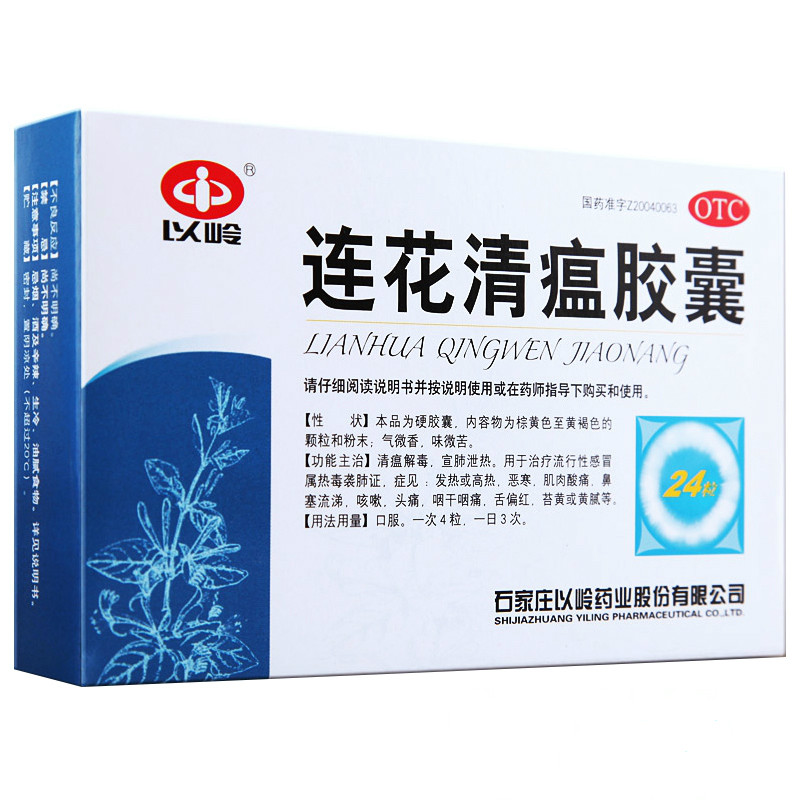 【不良反应】尚不明确。
【禁 忌】尚不明确。
【注意事项】忌烟、酒及辛辣、生冷、油腻食物。详见说明书。
【贮 藏】密封,置阴凉处(不超过20℃)。
®
以岭
国药准字Z20040063
OTC
连花清瘟胶囊
LIANHUA QINGWEN JIAONANG
请仔细阅读说明书并按说明使用或在药师指导下购买和使用。
【性 状】本品为硬胶囊,内容物为棕黄色至黄褐色的
颗粒和粉末;气微香,味微苦。
【功能主治】清瘟解毒,宣肺泄热。用于治疗流行性感冒
属热毒袭肺证,症见:发热或高热,恶寒,肌肉酸痛,鼻
塞流涕,咳嗽,头痛,咽干咽痛,舌偏红,苔黄或黄腻等。
【用法用量】口服。一次4粒,一日3次。
24粒
石家庄以岭药业股份有限公司
SHIJIAZHUANG YILING PHARMACEUTICAL CO.,LTD.